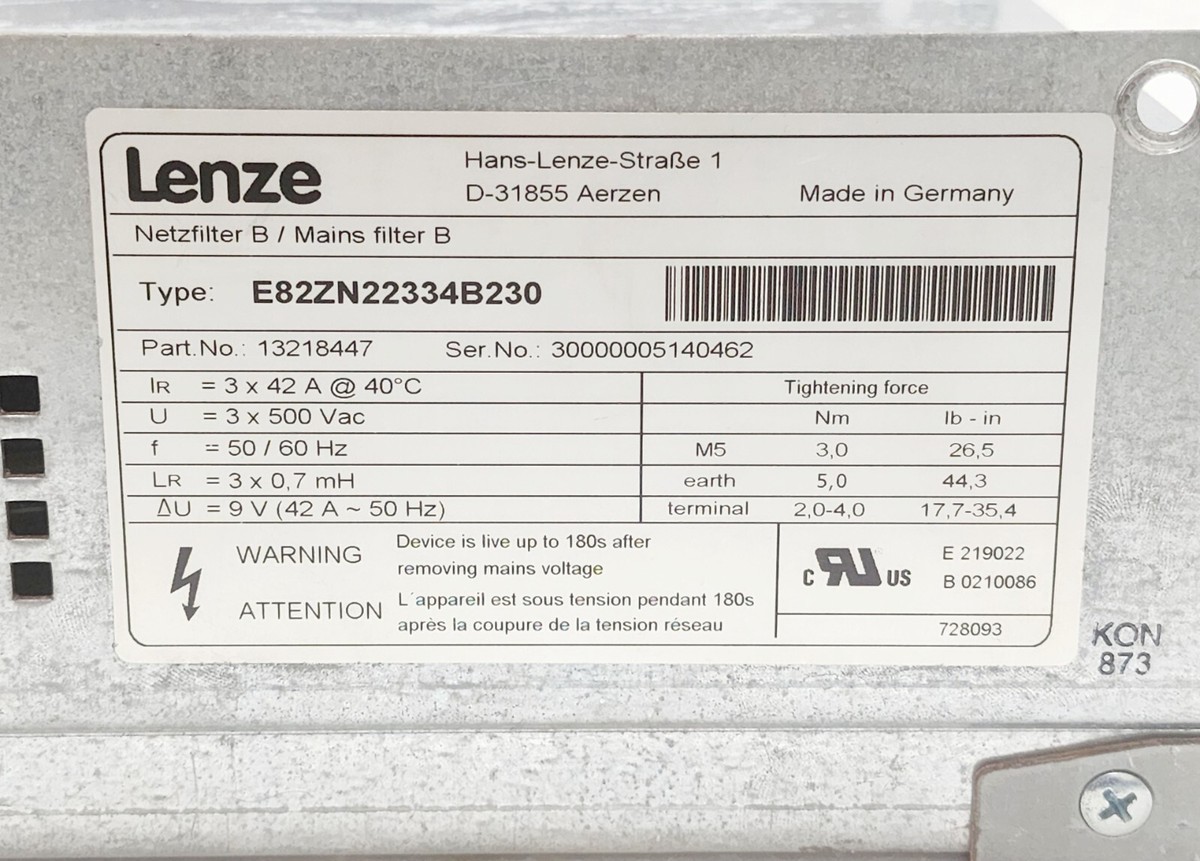 Lenze
Hans-Lenze-Straße 1
D-31855 Aerzen
Made in Germany
Netzfilter B / Mains filter B
Type: E82ZN22334B230
Part.No.: 13218447 Ser.No.: 30000005140462
IR = 3 x 42 A @ 40°C
U = 3 x 500 Vac
f = 50 / 60 Hz
LR = 3 x 0,7 mH
ΔU = 9 V (42 A ~ 50 Hz)
Tightening force
Nm lb - in
M5 3,0 26,5
earth 5,0 44,3
terminal 2,0-4,0 17,7-35,4
WARNING
Device is live up to 180s after
removing mains voltage
ATTENTION
L´appareil est sous tension pendant 180s
après la coupure de la tension réseau
c RU US
E 219022
B 0210086
728093
KON
873